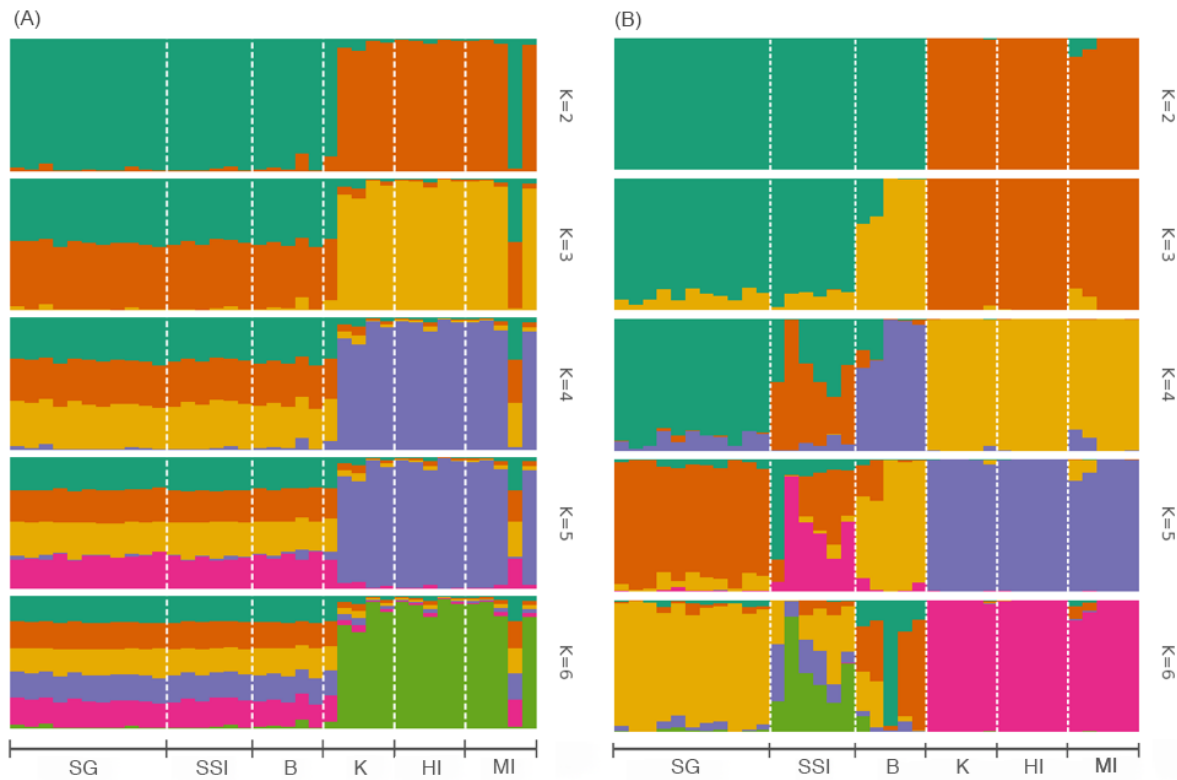 (A)
K=2
K=3
K=4
K=5
K=6
SG SSI B K HI MI
(B)
K=2
K=3
K=4
K=5
K=6
SG SSI B K HI MI